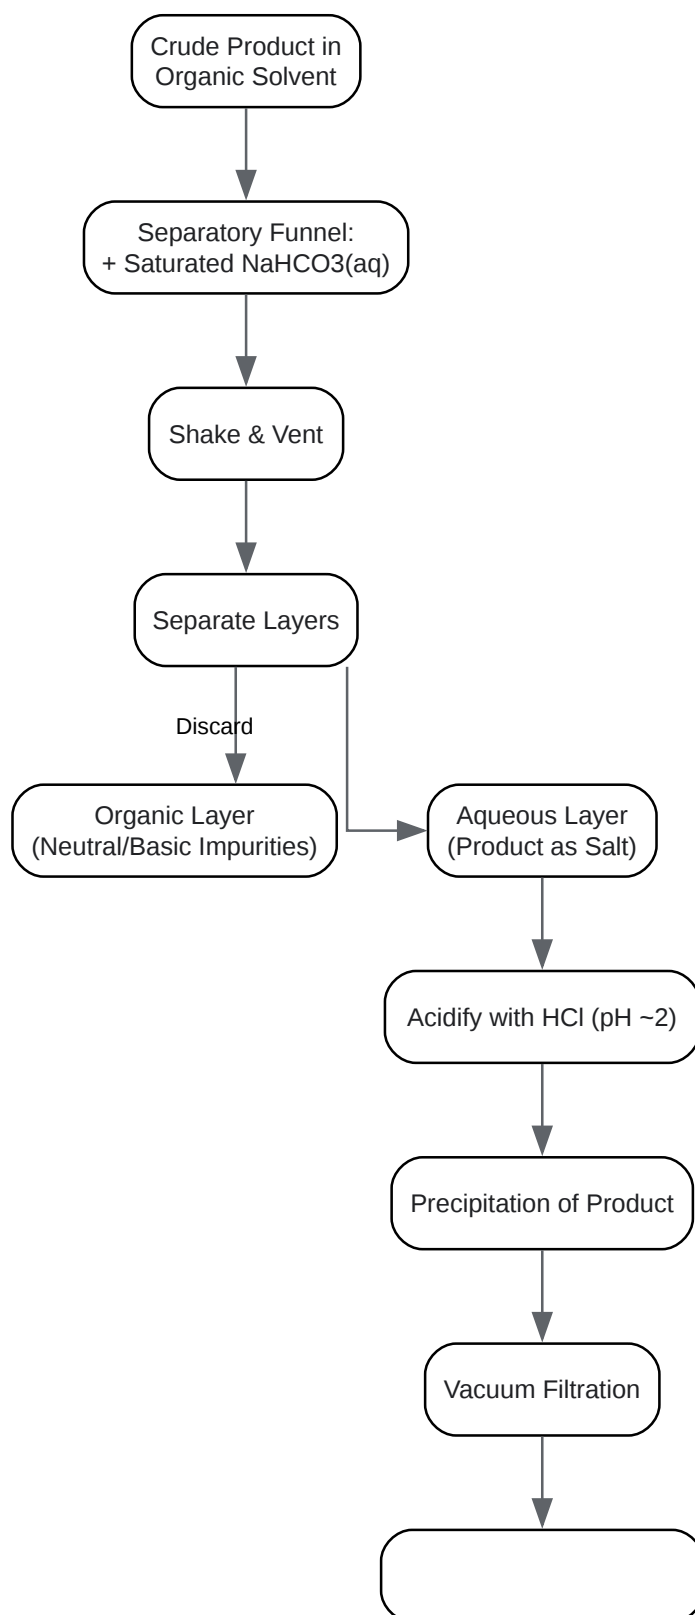 Crude Product in
Organic Solvent
Separatory Funnel:
+ Saturated NaHCO3(aq)
Shake & Vent
Separate Layers
Discard
Organic Layer
(Neutral/Basic Impurities)
Aqueous Layer
(Product as Salt)
Acidify with HCl (pH ~2)
Precipitation of Product
Vacuum Filtration